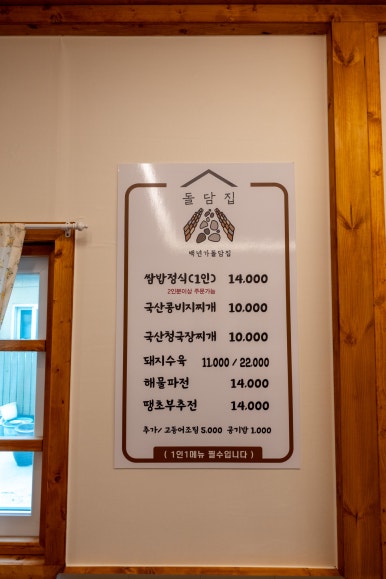 돌담집
백년가돌담집
쌈밥정식(1인) 14.000
2인분이상 주문가능
국산콩비지찌개 10.000
국산청국장찌개 10.000
돼지수육 11.000 / 22.000
해물파전 14.000
땡초부추전 14.000
추가/ 고등어조림 5.000 공기밥 1.000
( 1인1메뉴 필수입니다 )